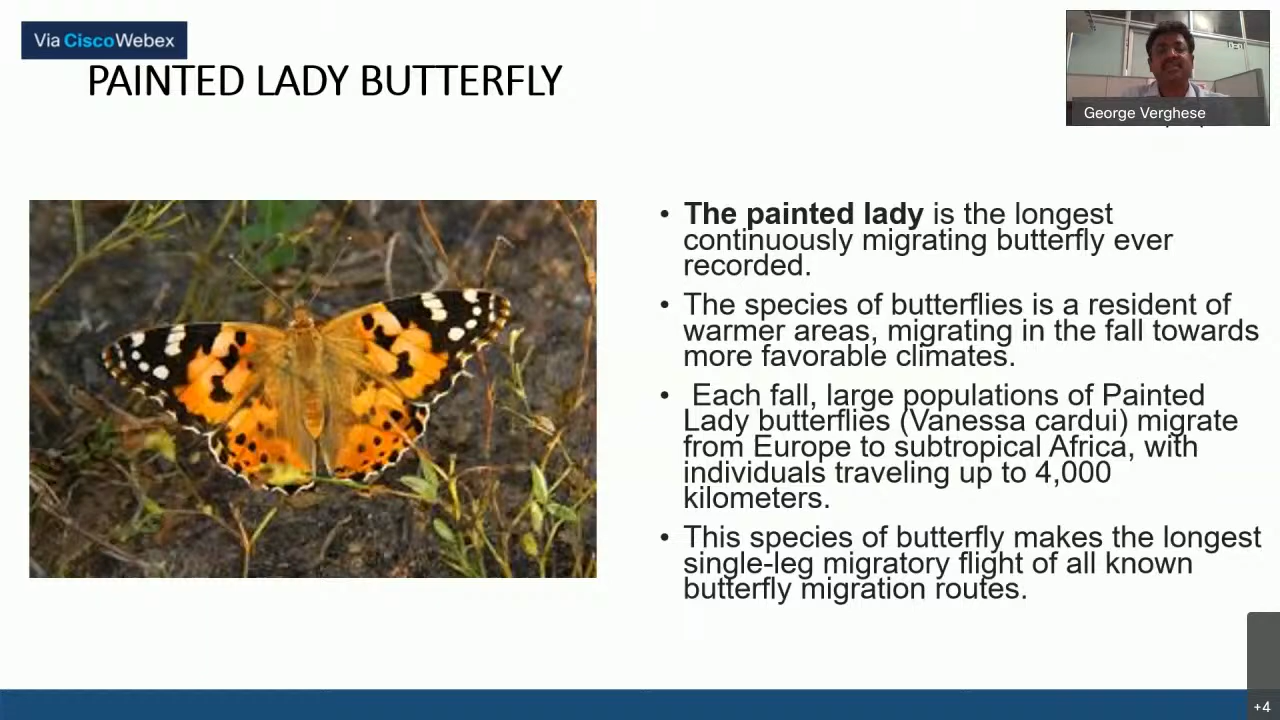 Via Cisco Webex
PAINTED LADY BUTTERFLY
George Verghese
• The painted lady is the longest
continuously migrating butterfly ever
recorded.
• The species of butterflies is a resident of
warmer areas, migrating in the fall towards
more favorable climates.
• Each fall, large populations of Painted
Lady butterflies (Vanessa cardui) migrate
from Europe to subtropical Africa, with
individuals traveling up to 4,000
kilometers.
• This species of butterfly makes the longest
single-leg migratory flight of all known
butterfly migration routes.
+4